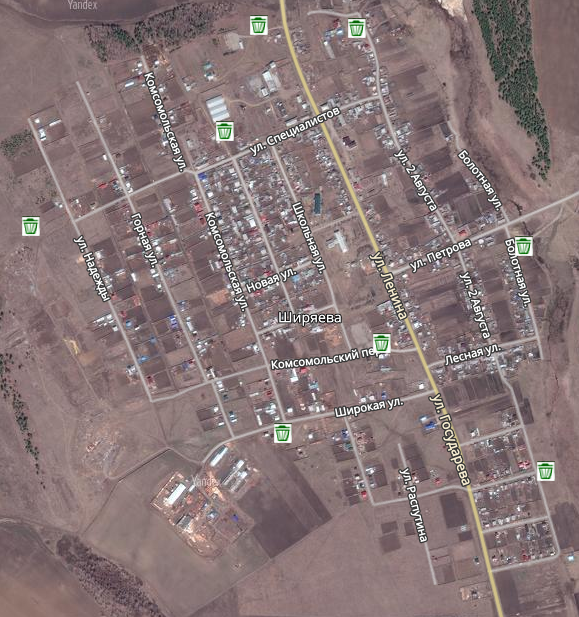 Yandex
Комсомольская ул.
ул. Специалистов
ул. 2 Августа
Болотная ул.
Школьная ул.
Горная ул.
Комсомольская ул.
ул. Надежды
ул. Петрова
Болотная ул.
ул. Ленина
Новая ул.
ул. 2 Августа
Ширяева
Комсомольский пе
Лесная ул.
Широкая ул.
ул. Государева
ул. Распутина
Yandex